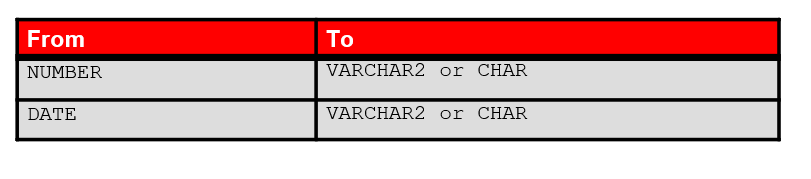 From To
NUMBER VARCHAR2 or CHAR
DATE VARCHAR2 or CHAR